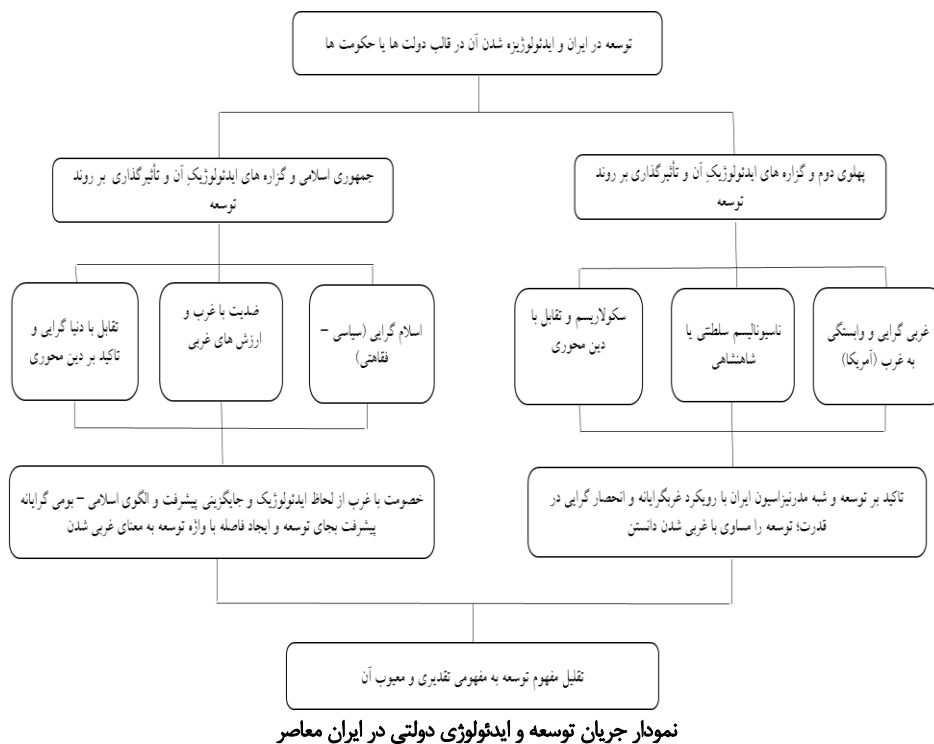 توسعه در ایران و ایدئولوژیزه شدن آن در قالب دولت ها یا حکومت ها
پهلوی دوم و گزاره های ایدئولوژیکِ آن و تأثیرگذاری بر روند
توسعه
جمهوری اسلامی و گزاره های ایدئولوژیکِ آن و تأثیرگذاری بر روند
توسعه
غربی گرایی و وابستگی
به غرب (آمریکا)
ناسیونالیسم سلطنتی یا
شاهنشاهی
سکولاریسم و تقابل با
دین محوری
اسلام گرایی (سیاسی –
فقاهتی)
ضدیت با غرب و
ارزش های غربی
تقابل با دنیا گرایی و
تاکید بر دین محوری
تاکید بر توسعه و شبه مدرنیزاسیون ایران با رویکرد غربگرایانه و انحصار گرایی در
قدرت؛ توسعه را مساوی با غربی شدن دانستن
خصومت با غرب از لحاظ ایدئولوژیک و جایگزینی پیشرفت و الگوی اسلامی – بومی گرایانه
پیشرفت بجای توسعه و ایجاد فاصله با واژه توسعه به معنای غربی شدن
تقلیل مفهوم توسعه به مفهومی تقدیری و معیوب آن
نمودار جریان توسعه و ایدئولوژی دولتی در ایران معاصر